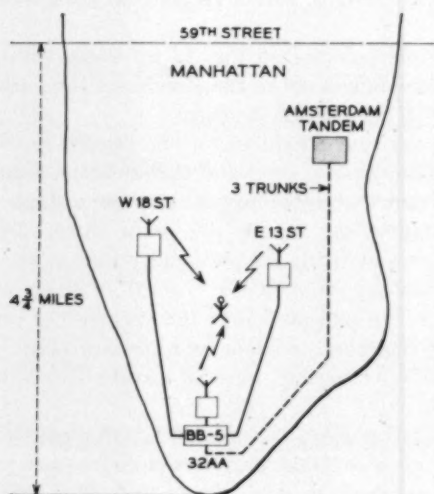 59TH STREET
MANHATTAN
AMSTERDAM
TANDEM
3 TRUNKS
W 18 ST
E 13 ST
4 3/4 MILES
BB-5
32AA